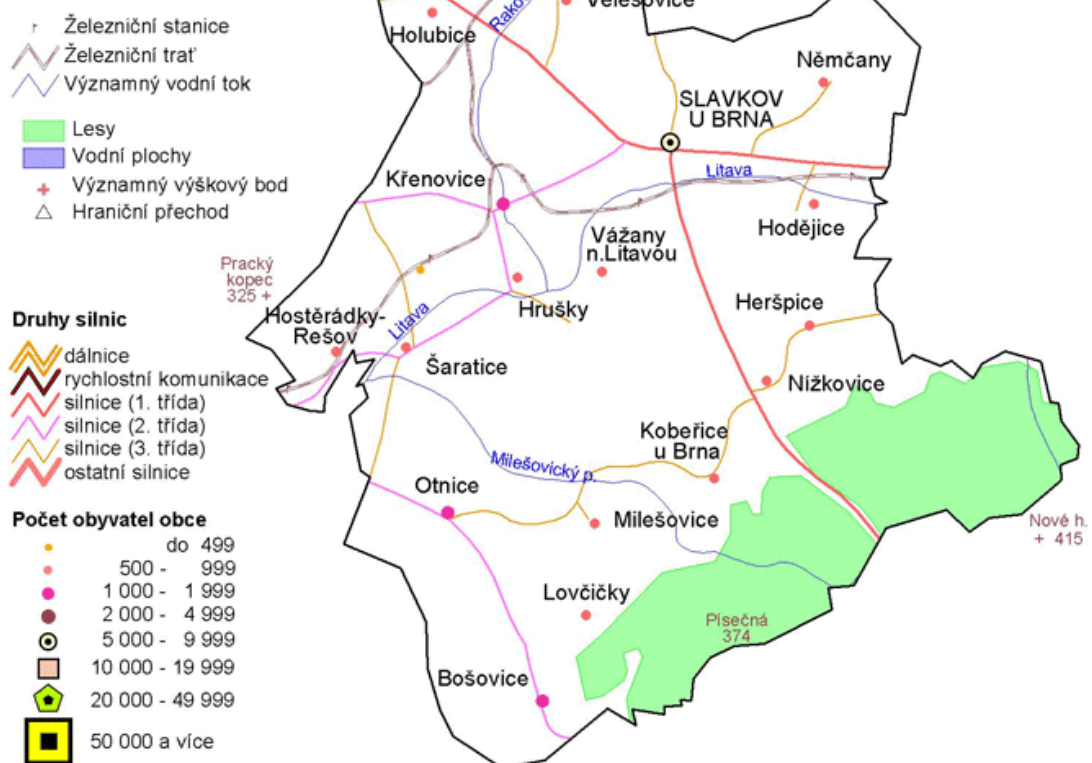 Železniční stanice
Železniční trať
Významný vodní tok
Lesy
Vodní plochy
Významný výškový bod
Hraniční přechod
Druhy silnic
dálnice
rychlostní komunikace
silnice (1. třída)
silnice (2. třída)
silnice (3. třída)
ostatní silnice
Počet obyvatel obce
do 499
500 - 999
1 000 - 1 999
2 000 - 4 999
5 000 - 9 999
10 000 - 19 999
20 000 - 49 999
50 000 a více
Velešovice
Holubice
Němčany
SLAVKOV
U BRNA
Litava
Křenovice
Hodějice
Vážany
n.Litavou
Pracký
kopec
325 +
Hrušky
Heršpice
Hostěrádky-
Rešov
Litava
Šaratice
Nížkovice
Kobeřice
u Brna
Milešovický p.
Otnice
Milešovice
Nové h.
+ 415
Lovčičky
Písečná
374
Bošovice